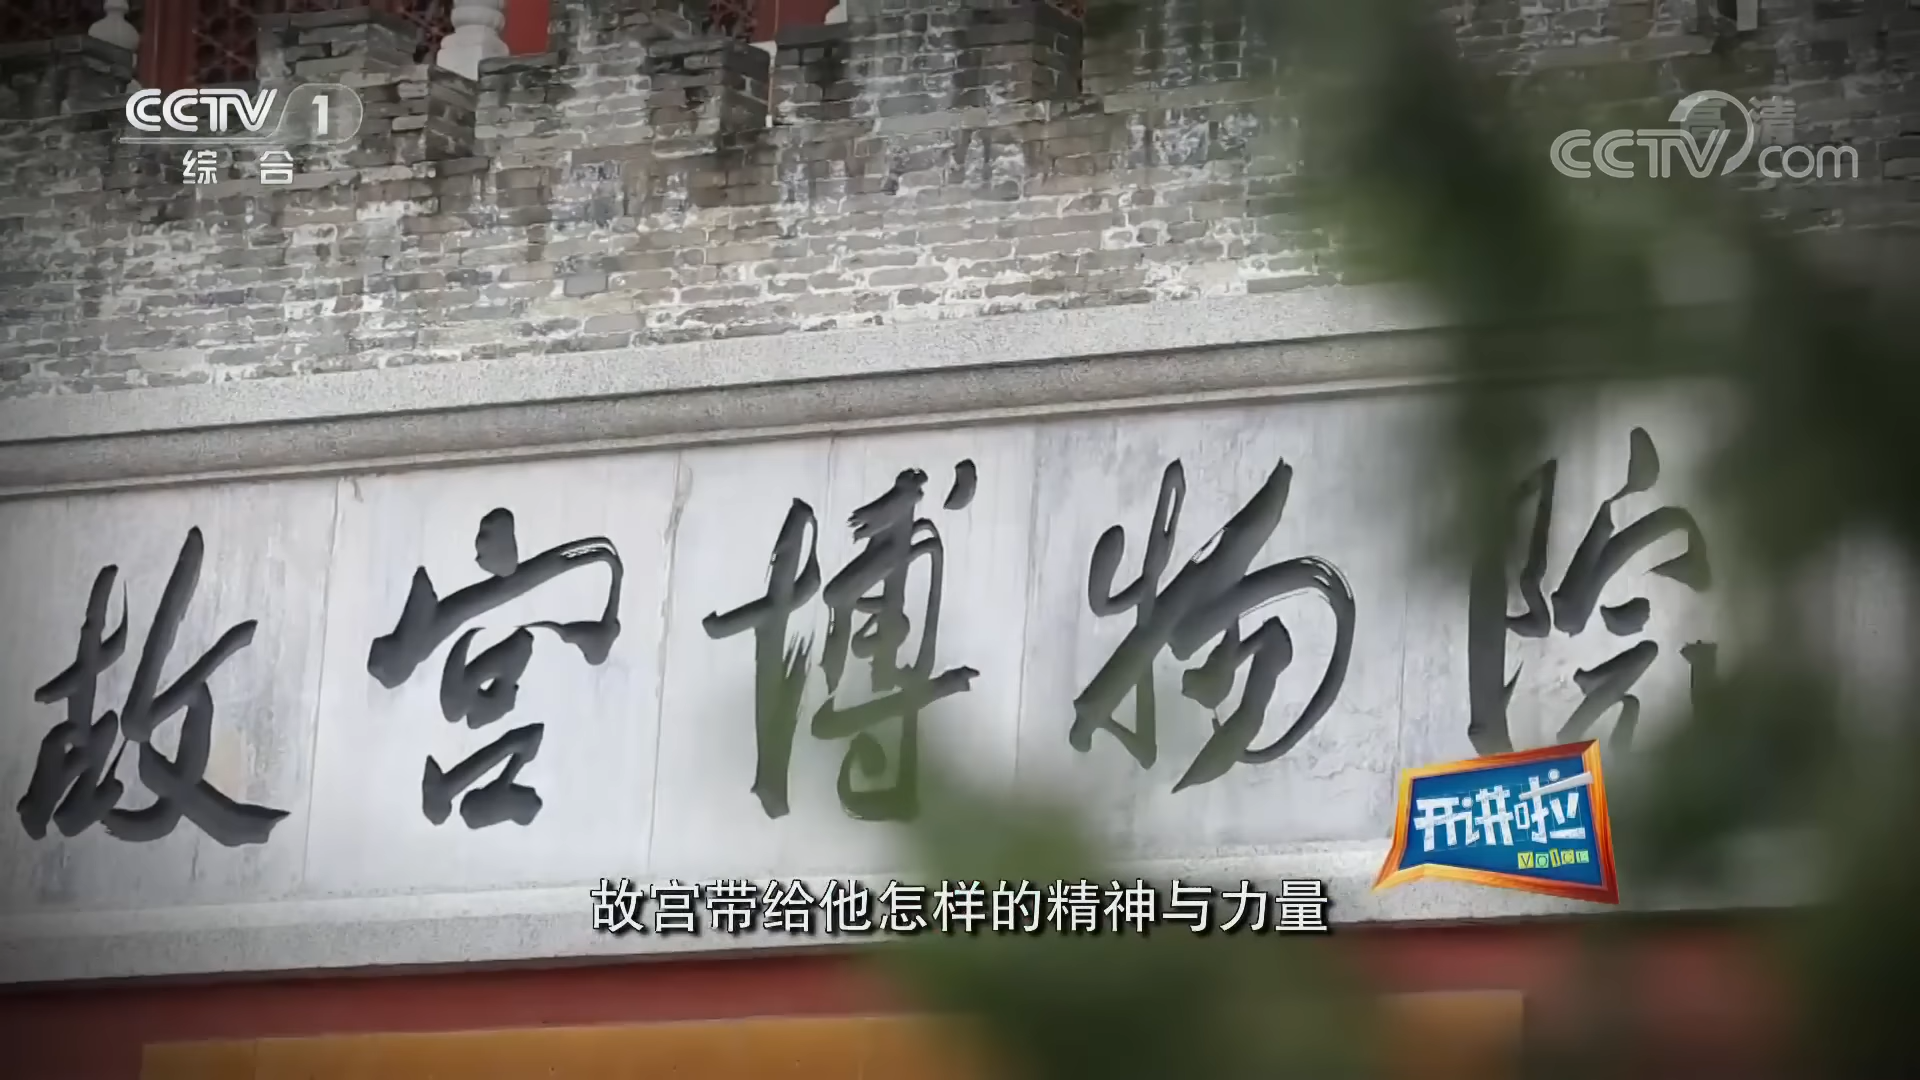 CCTV 1
综合
高清
CCTV.com
故宫博物院
开讲啦
VOICE
故宫带给他怎样的精神与力量